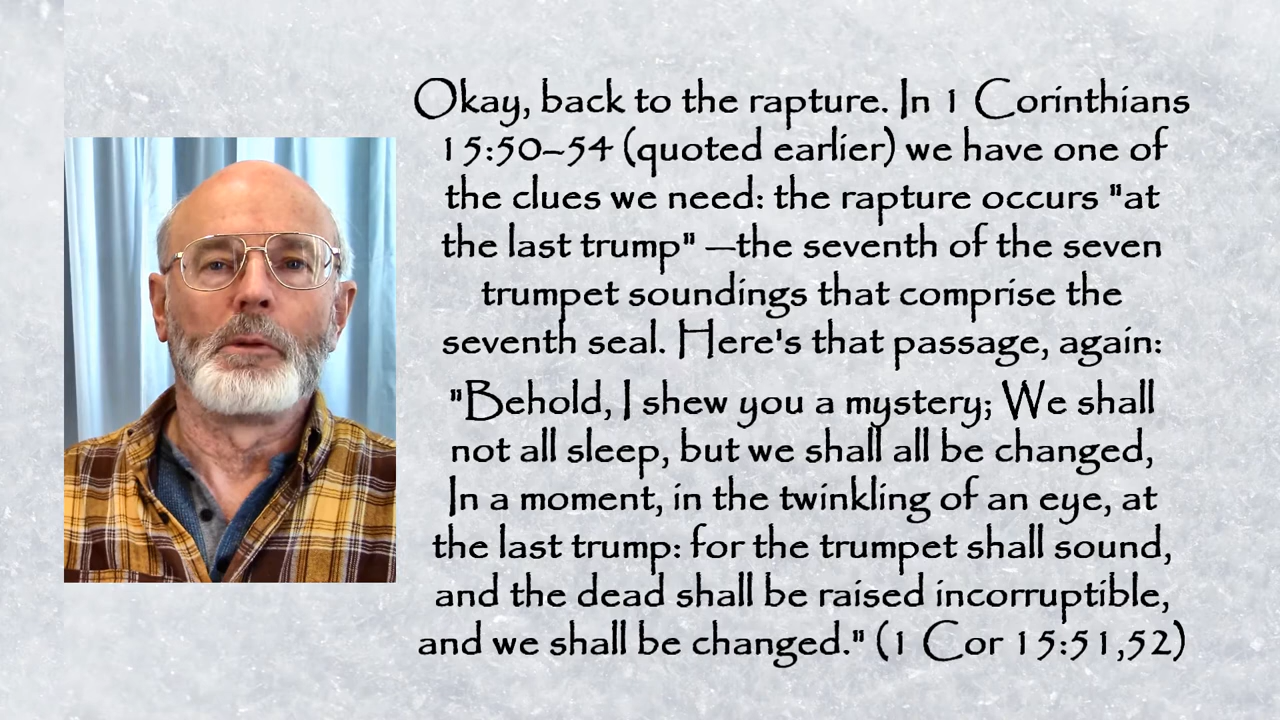 Okay, back to the rapture. In 1 Corinthians
15:50–54 (quoted earlier) we have one of
the clues we need: the rapture occurs "at
the last trump" —the seventh of the seven
trumpet soundings that comprise the
seventh seal. Here's that passage, again:
"Behold, I shew you a mystery; We shall
not all sleep, but we shall all be changed,
In a moment, in the twinkling of an eye, at
the last trump: for the trumpet shall sound,
and the dead shall be raised incorruptible,
and we shall be changed." (1 Cor 15:51,52)